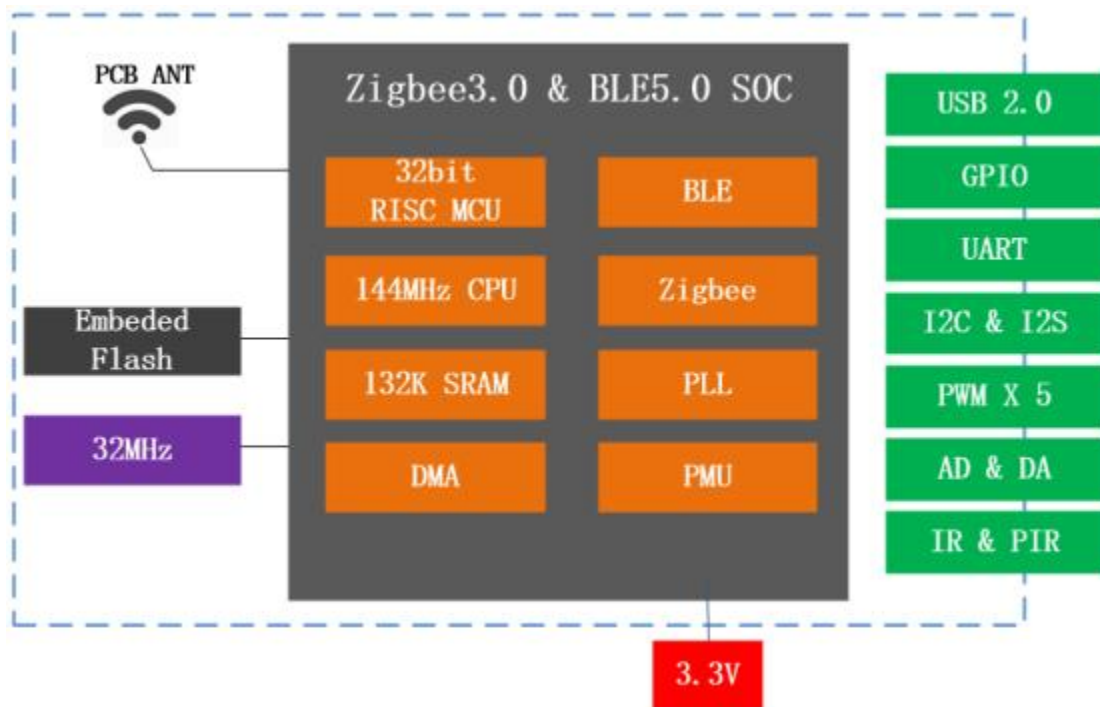 PCB ANT
Zigbee3.0 & BLE5.0 SOC
32bit
RISC MCU
BLE
144MHz CPU
Zigbee
132K SRAM
PLL
DMA
PMU
Embeded
Flash
32MHz
USB 2.0
GPIO
UART
I2C & I2S
PWM X 5
AD & DA
IR & PIR
3.3V